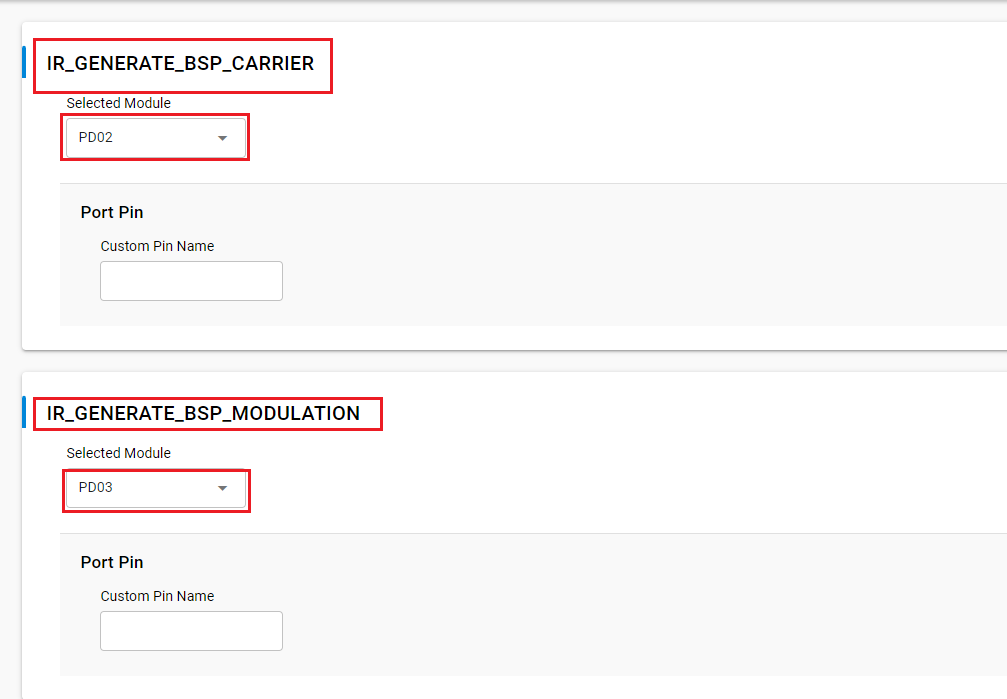 IR_GENERATE_BSP_CARRIER
Selected Module
PD02
Port Pin
Custom Pin Name
IR_GENERATE_BSP_MODULATION
Selected Module
PD03
Port Pin
Custom Pin Name